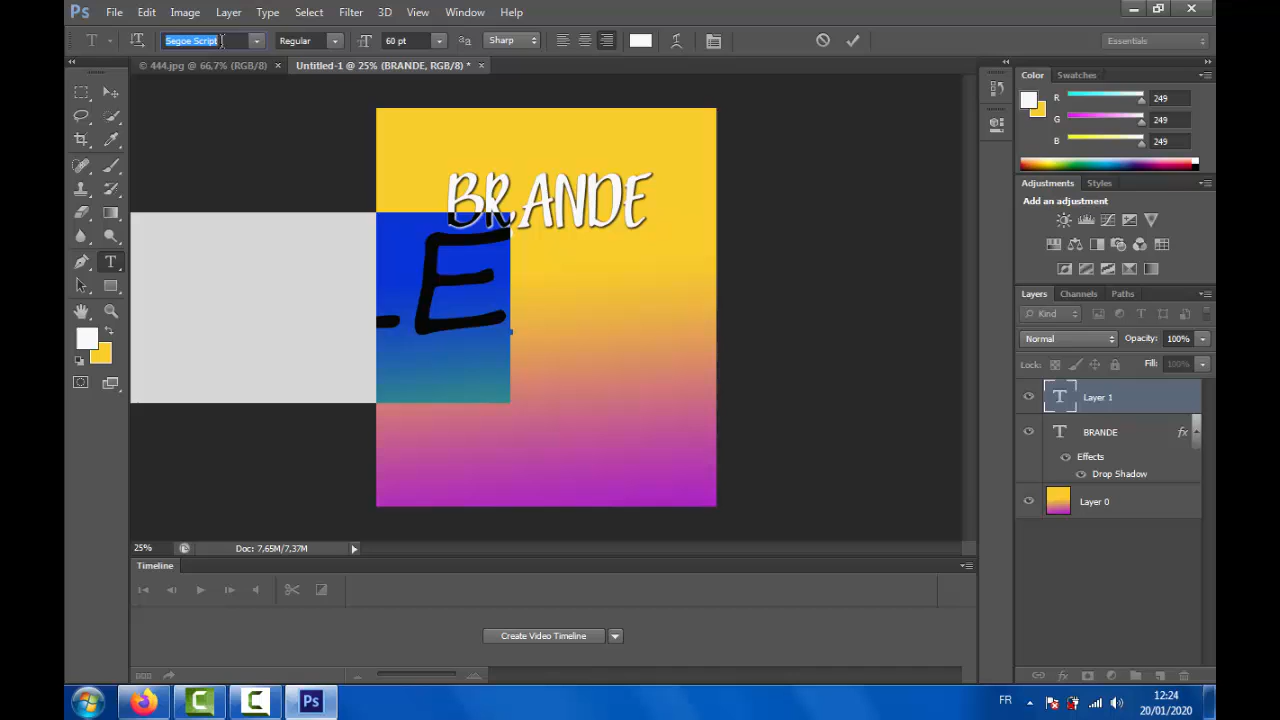 Ps File Edit Image Layer Type Select Filter 3D View Window Help
T Segoe Script Regular 60 pt aa Sharp Essentials
© 444.jpg @ 66,7% (RGB/8) × Untitled-1 @ 25% (BRANDE, RGB/8) * ×
Color Swatches
R 249
G 249
B 249
Adjustments Styles
Add an adjustment
BRANDE
E
Layers Channels Paths
Kind
Normal Opacity: 100%
Lock: Fill: 100%
T Layer 1
T BRANDE fx
Effects
Drop Shadow
Layer 0
25% Doc: 7,65M/7,37M
Timeline
Create Video Timeline
FR 12:24
20/01/2020